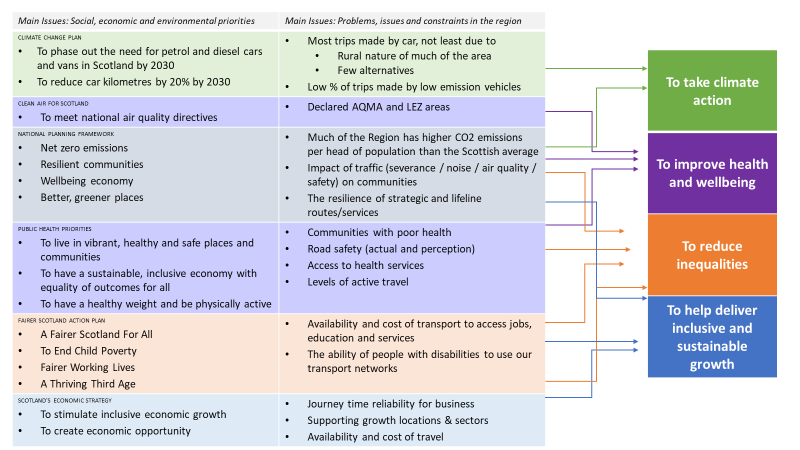 Main Issues: Social, economic and environmental priorities
Main Issues: Problems, issues and constraints in the region
CLIMATE CHANGE PLAN
• To phase out the need for petrol and diesel cars
and vans in Scotland by 2030
• To reduce car kilometres by 20% by 2030
• Most trips made by car, not least due to
• Rural nature of much of the area
• Few alternatives
• Low % of trips made by low emission vehicles
CLEAN AIR FOR SCOTLAND
• To meet national air quality directives
• Declared AQMA and LEZ areas
NATIONAL PLANNING FRAMEWORK
• Net zero emissions
• Resilient communities
• Wellbeing economy
• Better, greener places
• Much of the Region has higher CO2 emissions
per head of population than the Scottish average
• Impact of traffic (severance / noise / air quality /
safety) on communities
• The resilience of strategic and lifeline
routes/services
PUBLIC HEALTH PRIORITIES
• To live in vibrant, healthy and safe places and
communities
• To have a sustainable, inclusive economy with
equality of outcomes for all
• To have a healthy weight and be physically active
• Communities with poor health
• Road safety (actual and perception)
• Access to health services
• Levels of active travel
FAIRER SCOTLAND ACTION PLAN
• A Fairer Scotland For All
• To End Child Poverty
• Fairer Working Lives
• A Thriving Third Age
• Availability and cost of transport to access jobs,
education and services
• The ability of people with disabilities to use our
transport networks
SCOTLAND'S ECONOMIC STRATEGY
• To stimulate inclusive economic growth
• To create economic opportunity
• Journey time reliability for business
• Supporting growth locations & sectors
• Availability and cost of travel
To take climate
action
To improve health
and wellbeing
To reduce
inequalities
To help deliver
inclusive and
sustainable
growth